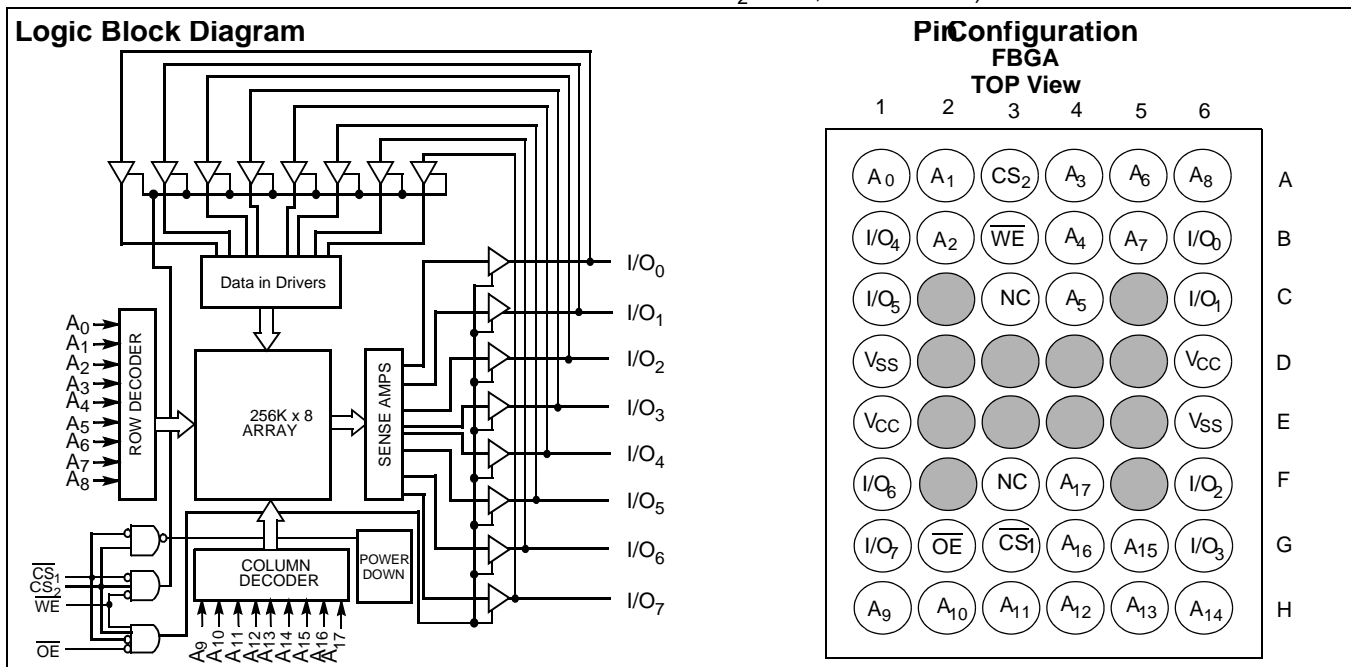 Logic Block Diagram
Data in Drivers
A0
A1
A2
A3
A4
A5
A6
A7
A8
ROW DECODER
256K x 8
ARRAY
SENSE AMPS
I/O0
I/O1
I/O2
I/O3
I/O4
I/O5
I/O6
I/O7
CS1
CS2
WE
OE
COLUMN
DECODER
POWER
DOWN
A9
A10
A11
A12
A13
A14
A15
A16
A17
Pin Configuration
FBGA
TOP View
1 2 3 4 5 6
A0 A1 CS2 A3 A6 A8 A
I/O4 A2 WE A4 A7 I/O0 B
I/O5 NC A5 I/O1 C
VSS VCC D
VCC VSS E
I/O6 NC A17 I/O2 F
I/O7 OE CS1 A16 A15 I/O3 G
A9 A10 A11 A12 A13 A14 H